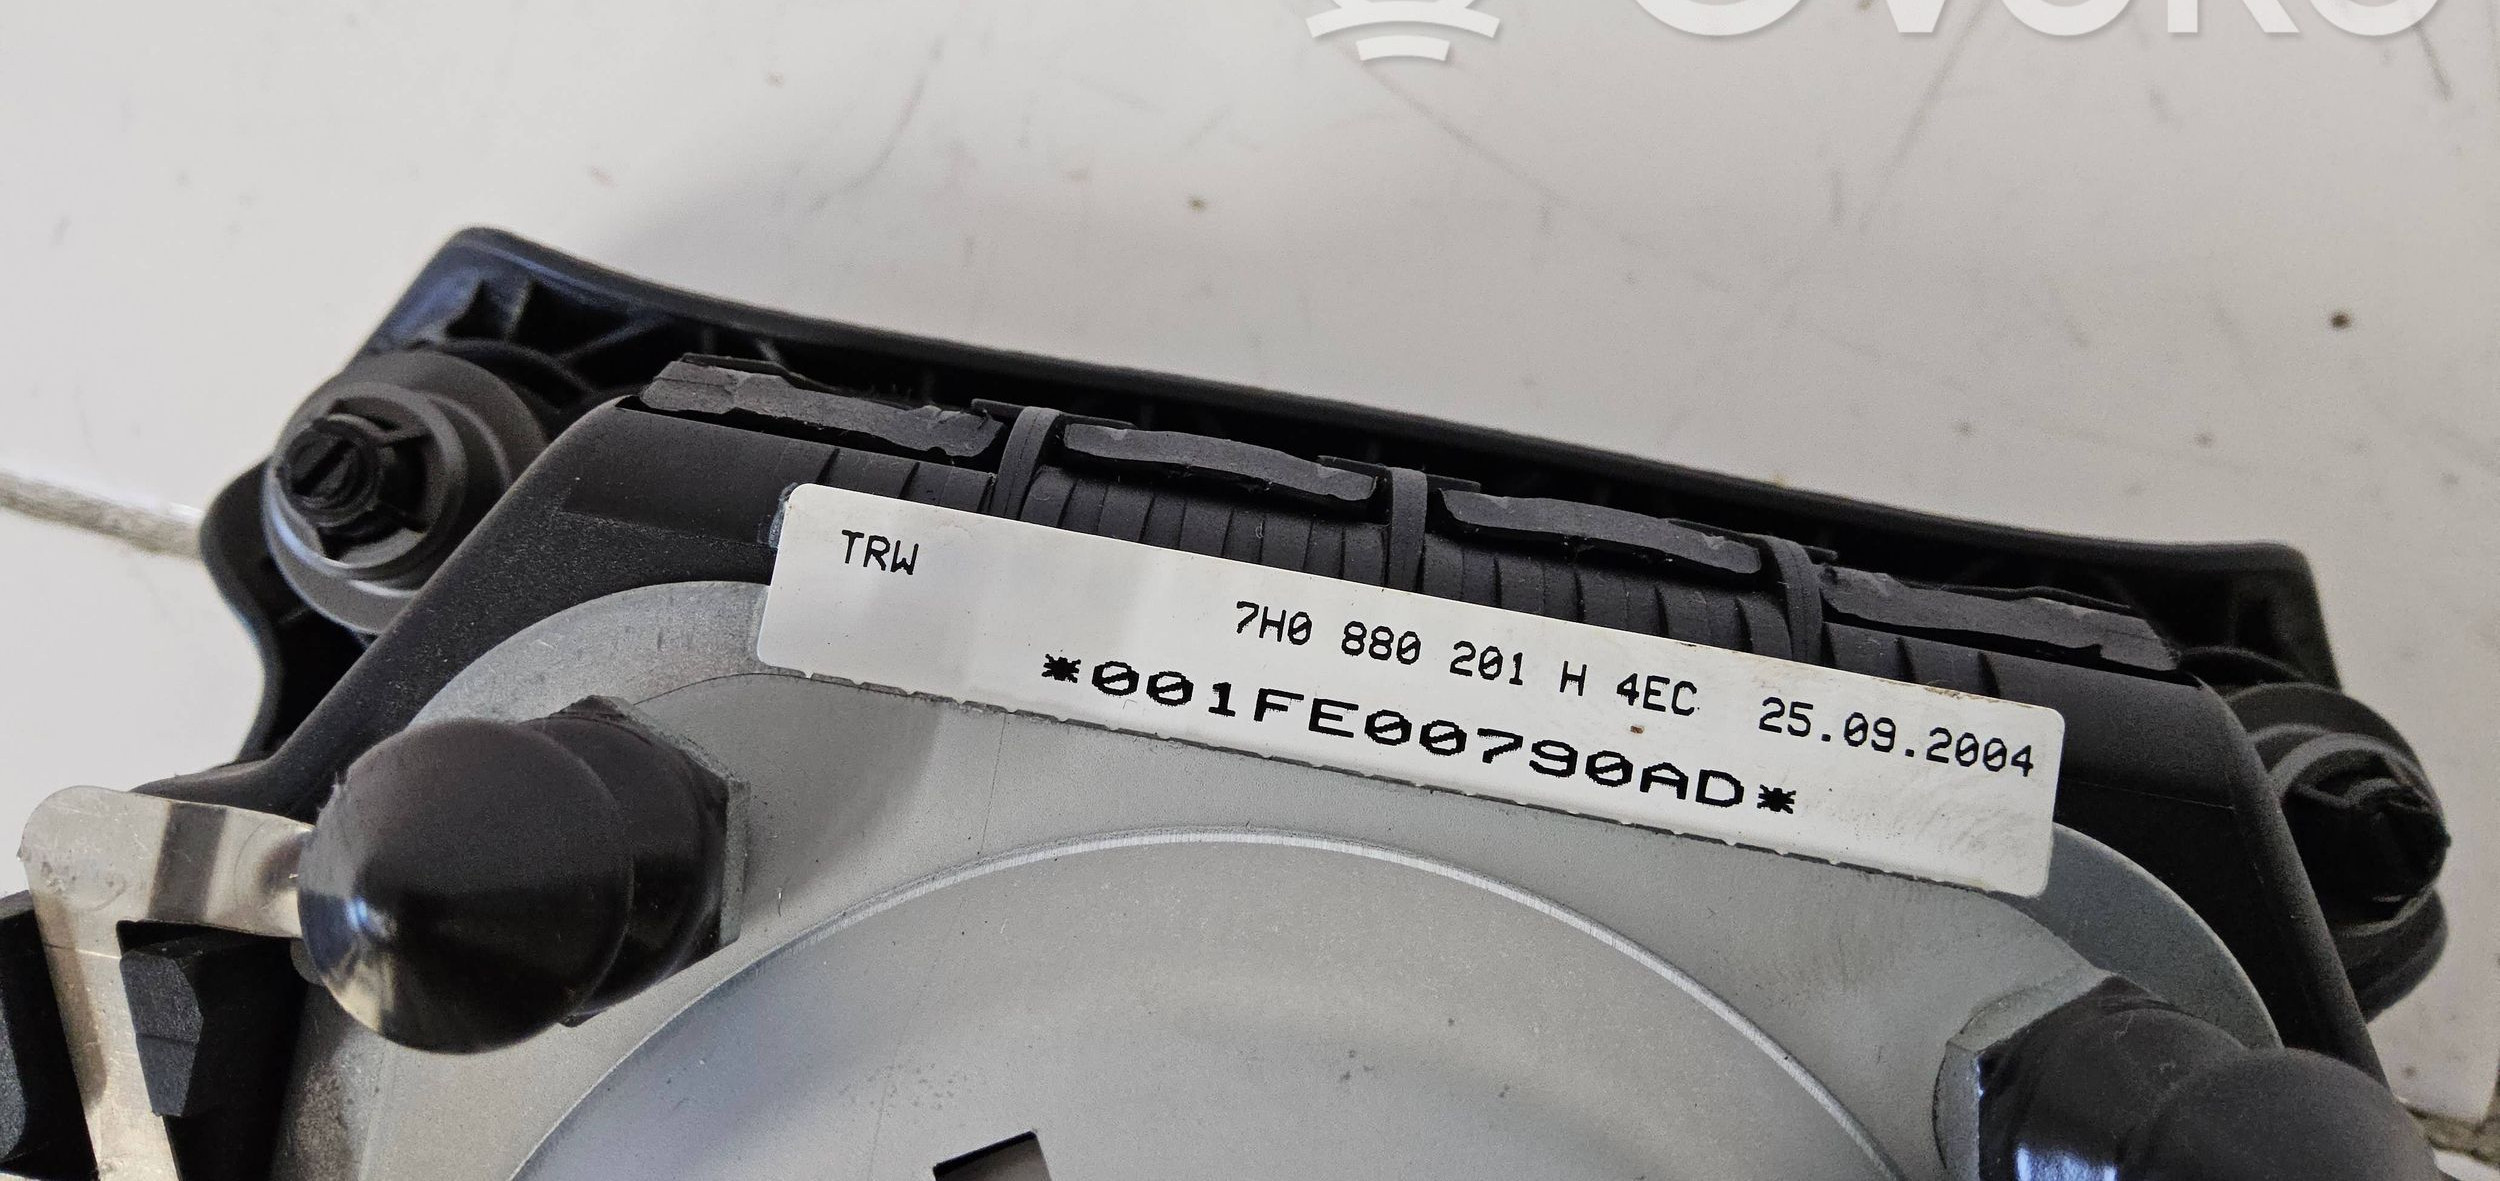 TRW
7H0 880 201 H 4EC 25.09.2004
*001FE00790AD*